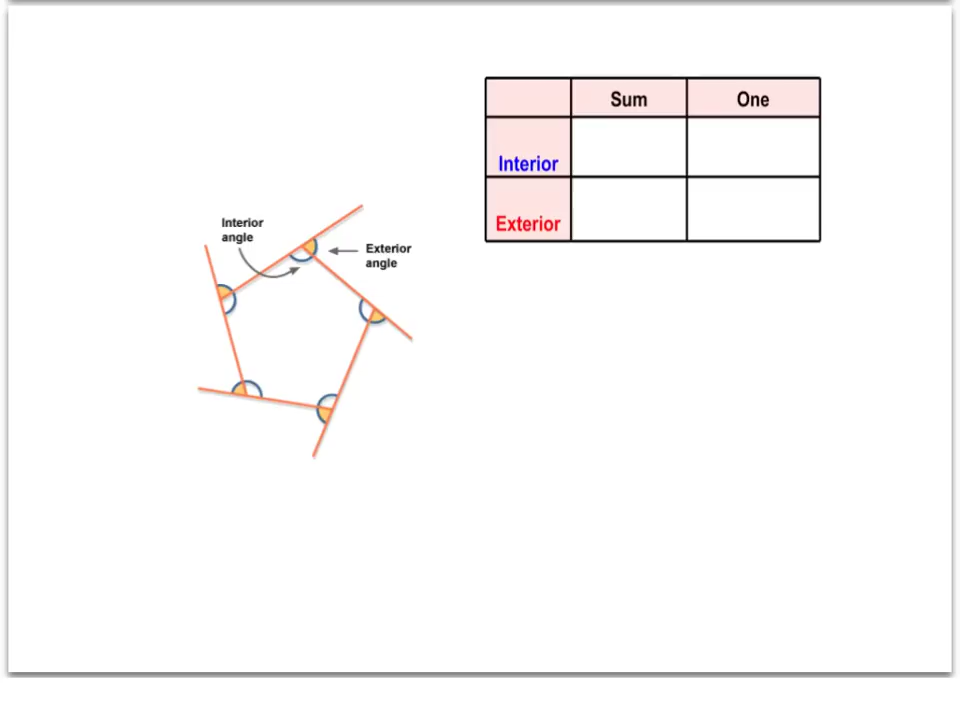 Sum One
Interior
Exterior
Interior
angle
Exterior
angle